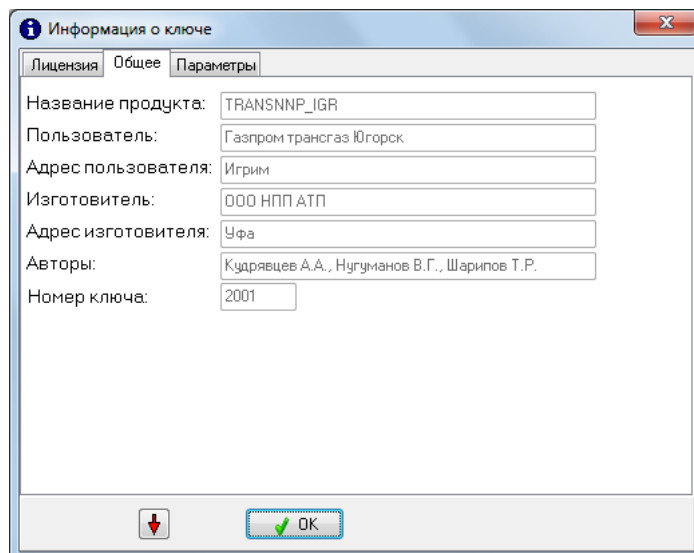 Информация о ключе
Лицензия Общее Параметры
Название продукта: TRANSNNP_IGR
Пользователь: Газпром трансгаз Югорск
Адрес пользователя: Игрим
Изготовитель: ООО НПП АТП
Адрес изготовителя: Уфа
Авторы: Кудрявцев А.А., Нугуманов В.Г., Шарипов Т.Р.
Номер ключа: 2001
OK